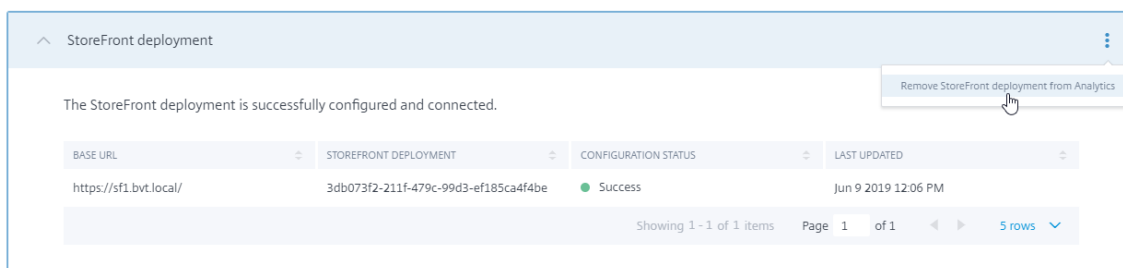 StoreFront deployment
Remove StoreFront deployment from Analytics
The StoreFront deployment is successfully configured and connected.
BASE URL STOREFRONT DEPLOYMENT CONFIGURATION STATUS LAST UPDATED
https://sf1.bvt.local/ 3db073f2-211f-479c-99d3-ef185ca4f4be Success Jun 9 2019 12:06 PM
Showing 1 - 1 of 1 items Page 1 of 1 5 rows